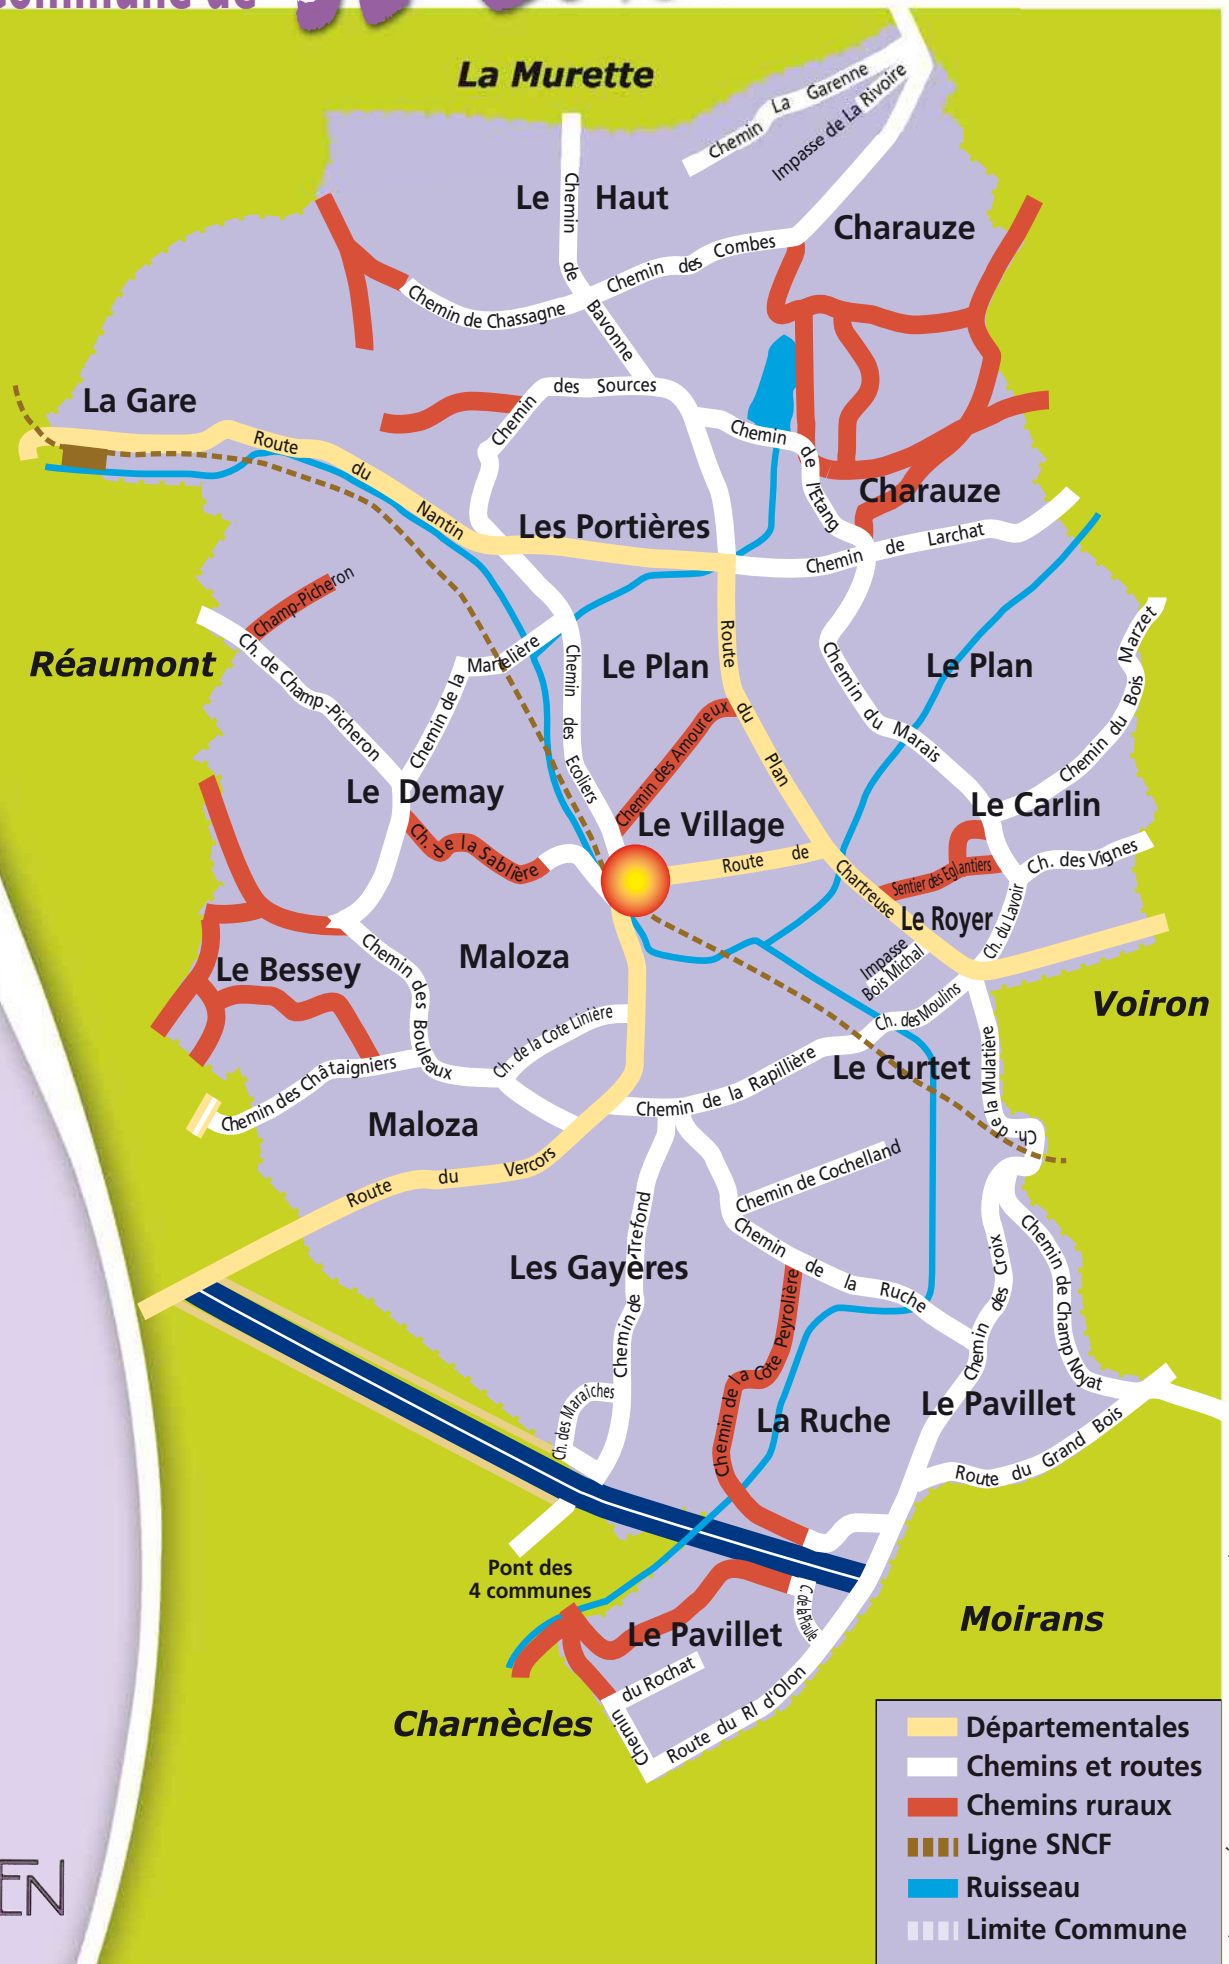 Commune de
La Murette
Chemin La Garenne
Impasse de La Rivoire
Le Haut
Charauze
Chemin de Bavonne
Chemin des Combes
Chemin de Chassagne
La Gare
Chemin des Sources
Chemin de l'Etang
Route du Nantin
Charauze
Les Portières
Chemin de Larchat
Champ-Picheron
Ch. de Champ-Picheron
Réaumont
Chemin de la Martelière
Chemin des Ecoliers
Le Plan
Route du Plan
Le Plan
Chemin du Marais
Chemin du Bois Marzet
Chemin des Amoureux
Le Demay
Le Carlin
Le Village
Ch. de la Sablière
Route de Chartreuse
Sentier des Eglantiers
Ch. des Vignes
Ch. du Lavoir
Le Royer
Impasse
Bois Michal
Le Bessey
Maloza
Chemin des Bouleaux
Voiron
Ch. de la Cote Linière
Ch. des Moulins
Chemin des Châtaigniers
Le Curtet
Ch. de la Mulatière
Chemin de la Rapillière
Maloza
Route du Vercors
Chemin de Cochelland
Chemin de Trefond
Les Gayères
Chemin de la Ruche
Chemin des Croix
Chemin de Champ Noyat
Chemin de la Cote Peyrolière
Ch. des Maraîches
La Ruche
Le Pavillet
Route du Grand Bois
Pont des
4 communes
C. de la Piaule
Le Pavillet
Moirans
Chemin du Rochat
Charnècles
Route du RI d'Olon
Départementales
Chemins et routes
Chemins ruraux
Ligne SNCF
Ruisseau
Limite Commune
EN